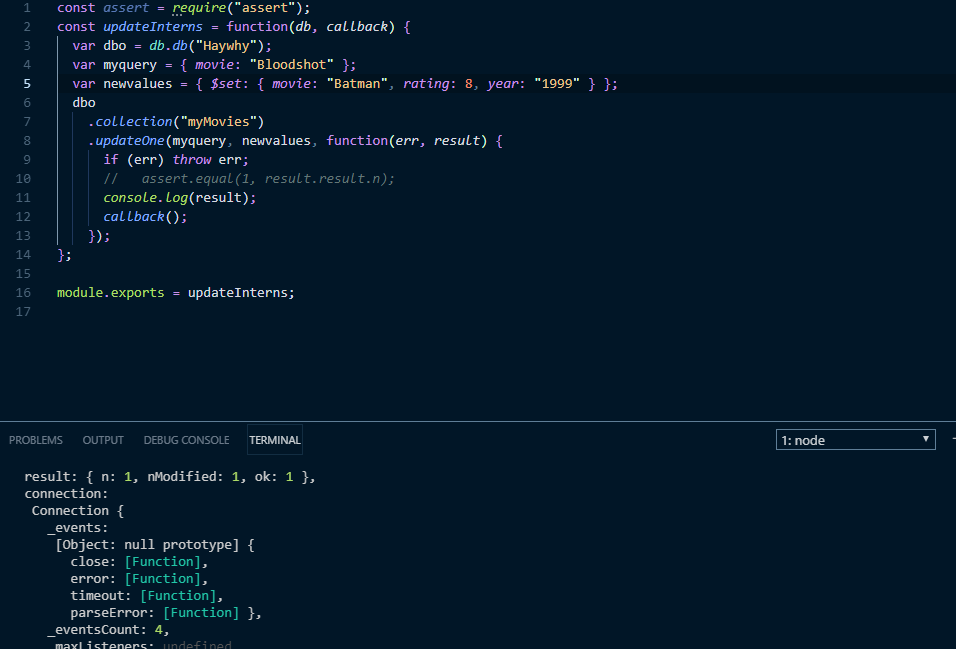 1 const assert = require("assert");
2 const updateInterns = function(db, callback) {
3 var dbo = db.db("Haywhy");
4 var myquery = { movie: "Bloodshot" };
5 var newvalues = { $set: { movie: "Batman", rating: 8, year: "1999" } };
6 dbo
7 .collection("myMovies")
8 .updateOne(myquery, newvalues, function(err, result) {
9 if (err) throw err;
10 // assert.equal(1, result.result.n);
11 console.log(result);
12 callback();
13 });
14 };
15
16 module.exports = updateInterns;
17
PROBLEMS OUTPUT DEBUG CONSOLE TERMINAL 1: node
result: { n: 1, nModified: 1, ok: 1 },
connection:
Connection {
_events:
[Object: null prototype] {
close: [Function],
error: [Function],
timeout: [Function],
parseError: [Function] },
_eventsCount: 4,
_maxListeners: undefined